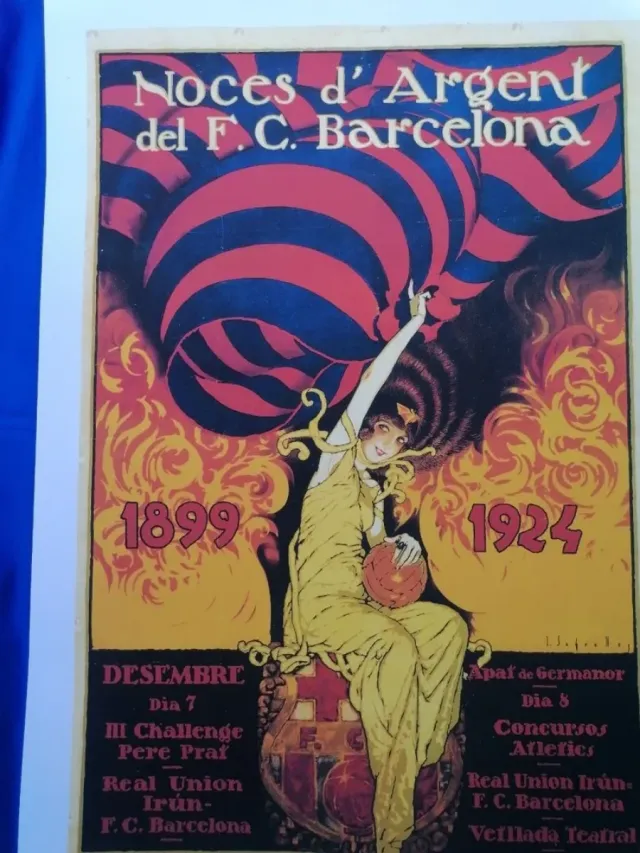 Noces d' Argent
del F. C. Barcelona
1899
1924
DESEMBRE
Dia 7
III Challenge
Pere Prat
Real Union
Irún-
F. C. Barcelona
F. C.
Apat de Germanor
Dia 8
Concursos
Atletics
Real Union Irún-
F. C. Barcelona
Vetllada Teatral